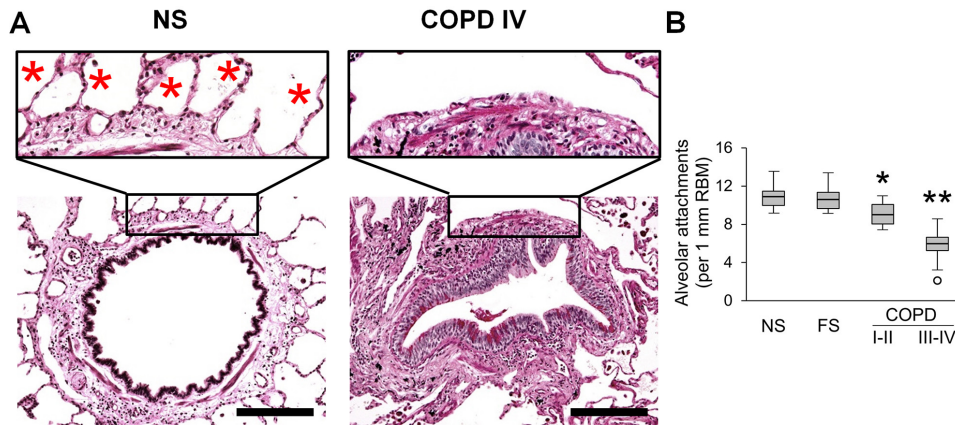 A
NS
COPD IV
B
* * * * *
Alveolar attachments
(per 1 mm RBM)
16
12
8
4
0
*
**
NS
FS
COPD
I-II
III-IV